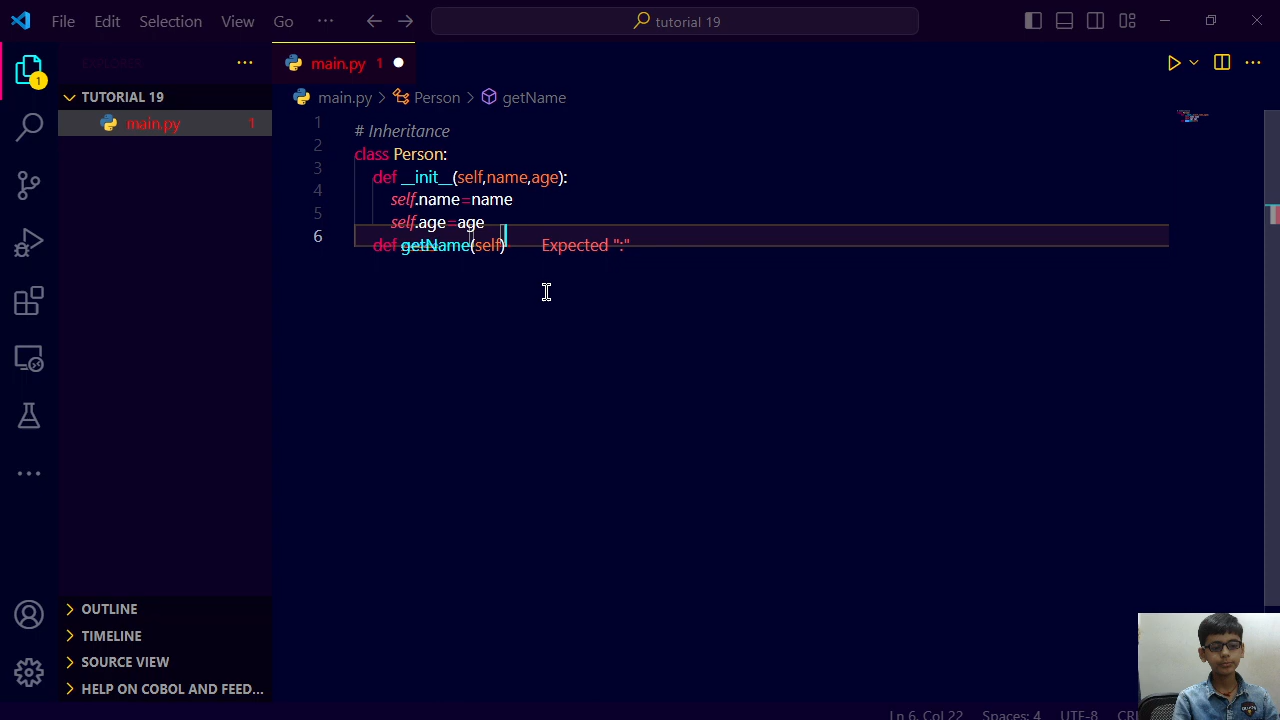 File Edit Selection View Go ··· tutorial 19
main.py 1
TUTORIAL 19
main.py 1
main.py > Person > getName
1 # Inheritance
2 class Person:
3 def __init__(self,name,age):
4 self.name=name
5 self.age=age
6 def getName(self) Expected ":"
OUTLINE
TIMELINE
SOURCE VIEW
HELP ON COBOL AND FEED...
Ln 6, Col 22 Spaces: 4 UTF-8